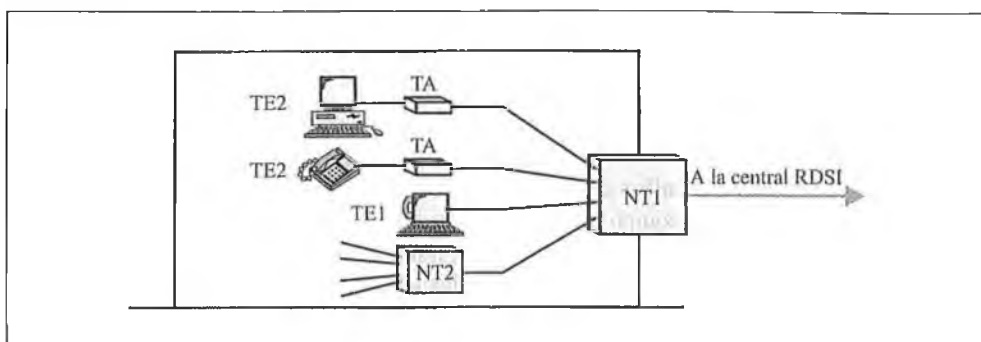 TA
TE2
TA
TE2
TE1
NT2
NT1
A la central RDSI